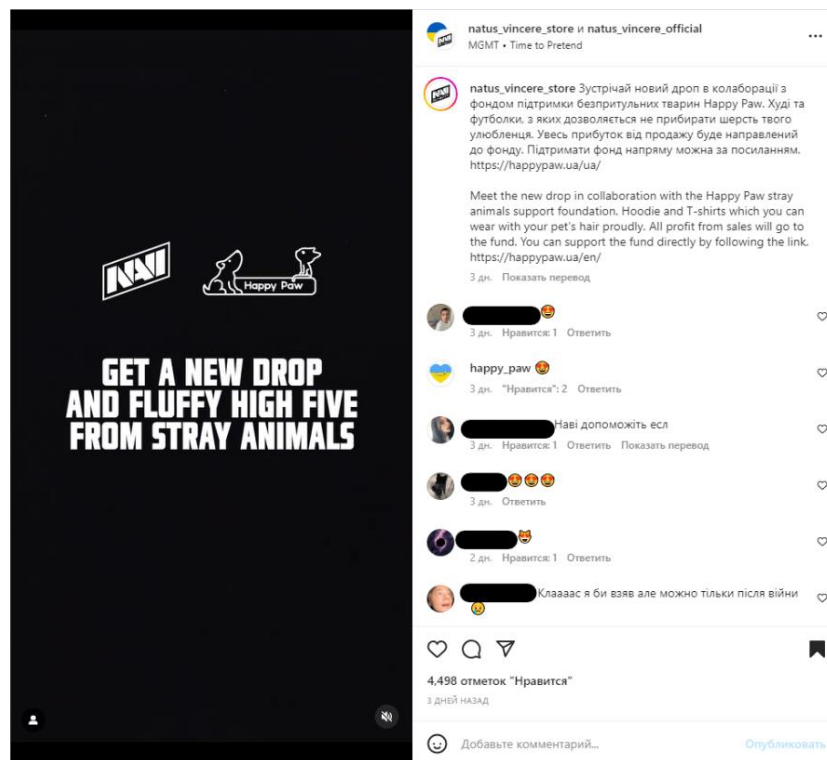 NAVI
Happy Paw
GET A NEW DROP
AND FLUFFY HIGH FIVE
FROM STRAY ANIMALS
natus_vincere_store и natus_vincere_official
MGMT • Time to Pretend
natus_vincere_store Зустрічай новий дроп в колаборації з
фондом підтримки безпритульних тварин Happy Paw. Худі та
футболки, з яких дозволяється не прибирати шерсть твого
улюбленця. Увесь прибуток від продажу буде направлений
до фонду. Підтримати фонд напряму можна за посиланням.
https://happypaw.ua/ua/
Meet the new drop in collaboration with the Happy Paw stray
animals support foundation. Hoodie and T-shirts which you can
wear with your pet's hair proudly. All profit from sales will go to
the fund. You can support the fund directly by following the link.
https://happypaw.ua/en/
3 дн. Показать перевод
3 дн. Нравится: 1 Ответить
happy_paw 😍
3 дн. "Нравится": 2 Ответить
Наві допоможіть есл
3 дн. Нравится: 1 Ответить Показать перевод
3 дн. Ответить
2 дн. Нравится: 1 Ответить
Клаааас я би взяв але можно тільки після війни
😢
4,498 отметок "Нравится"
3 ДНЕЙ НАЗАД
Добавьте комментарий...
Опубликовать